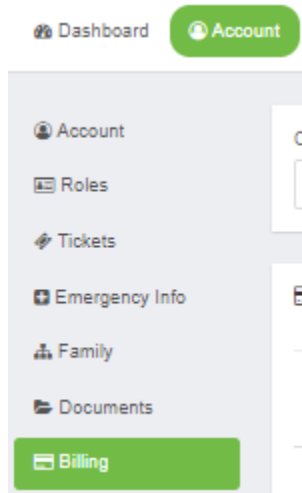 Dashboard Account
Account
Roles
Tickets
Emergency Info
Family
Documents
Billing